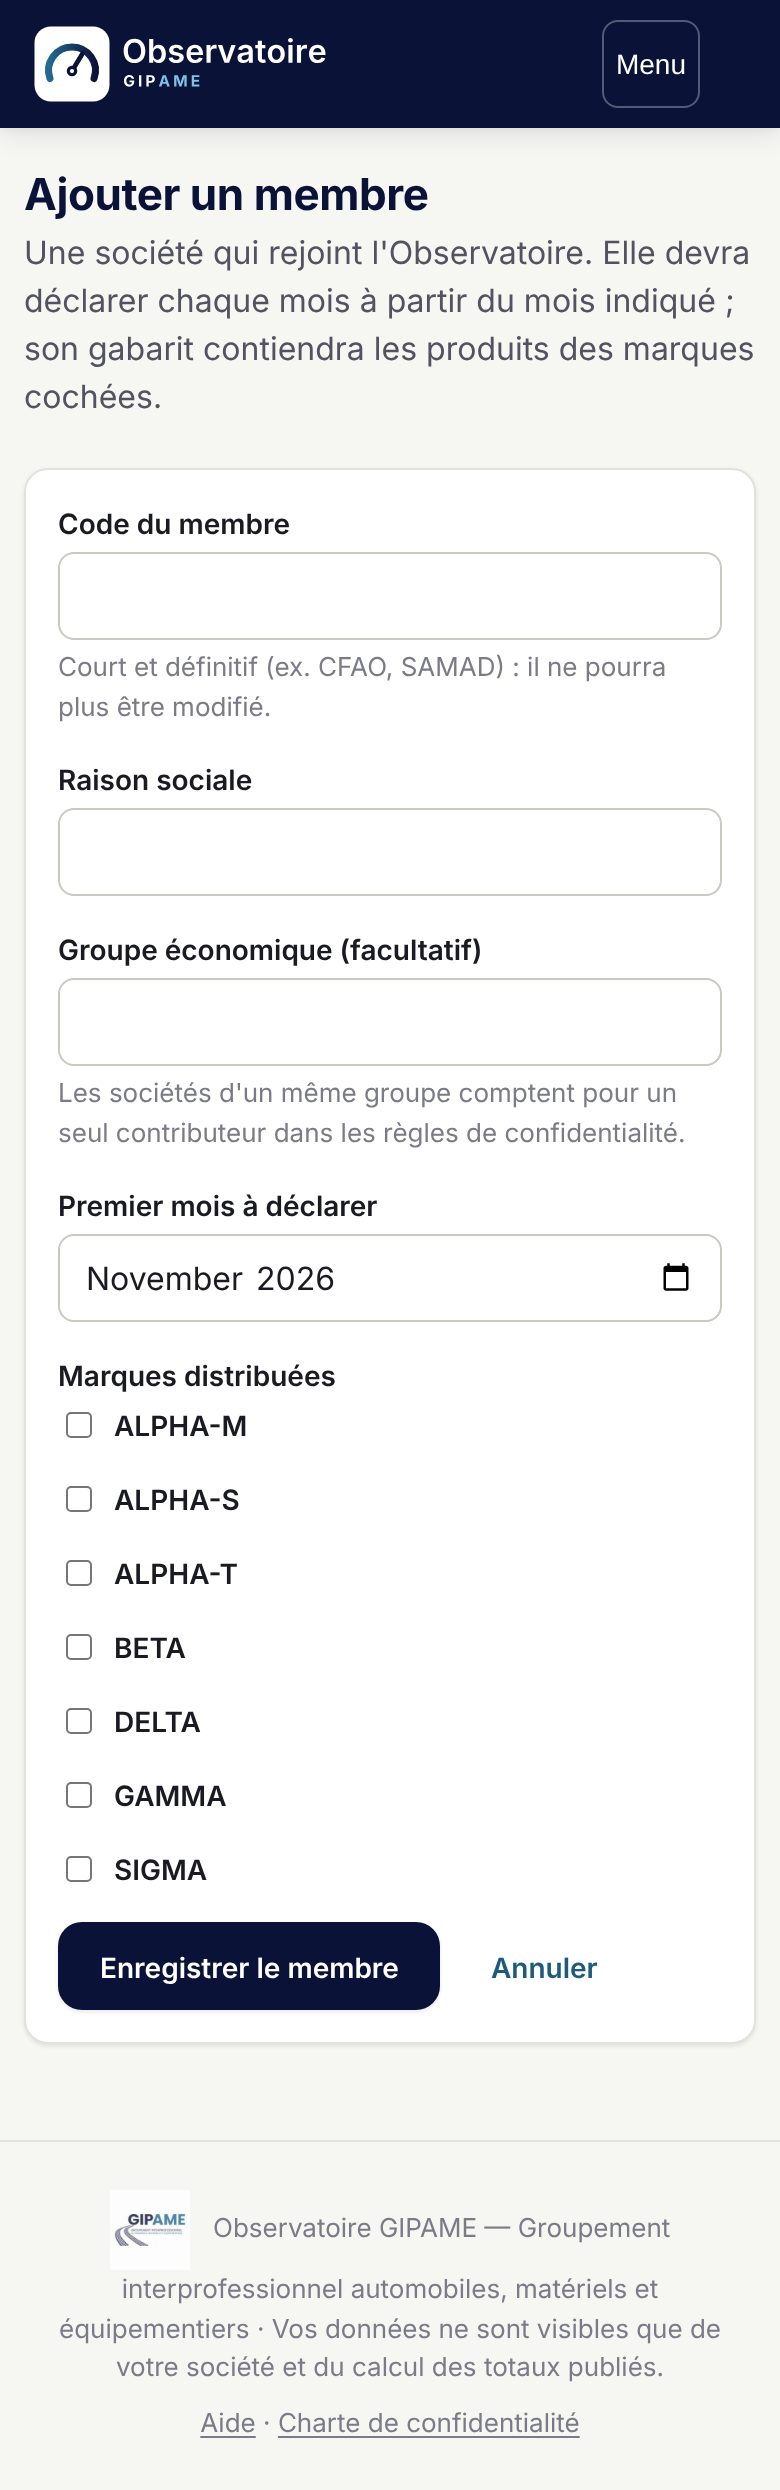 Observatoire
GIPAME
Menu
Ajouter un membre
Une société qui rejoint l'Observatoire. Elle devra
déclarer chaque mois à partir du mois indiqué ;
son gabarit contiendra les produits des marques
cochées.
Code du membre
Court et définitif (ex. CFAO, SAMAD) : il ne pourra
plus être modifié.
Raison sociale
Groupe économique (facultatif)
Les sociétés d'un même groupe comptent pour un
seul contributeur dans les règles de confidentialité.
Premier mois à déclarer
November 2026
Marques distribuées
ALPHA-M
ALPHA-S
ALPHA-T
BETA
DELTA
GAMMA
SIGMA
Enregistrer le membre
Annuler
GIPAME
Observatoire GIPAME — Groupement
interprofessionnel automobiles, matériels et
équipementiers · Vos données ne sont visibles que de
votre société et du calcul des totaux publiés.
Aide · Charte de confidentialité